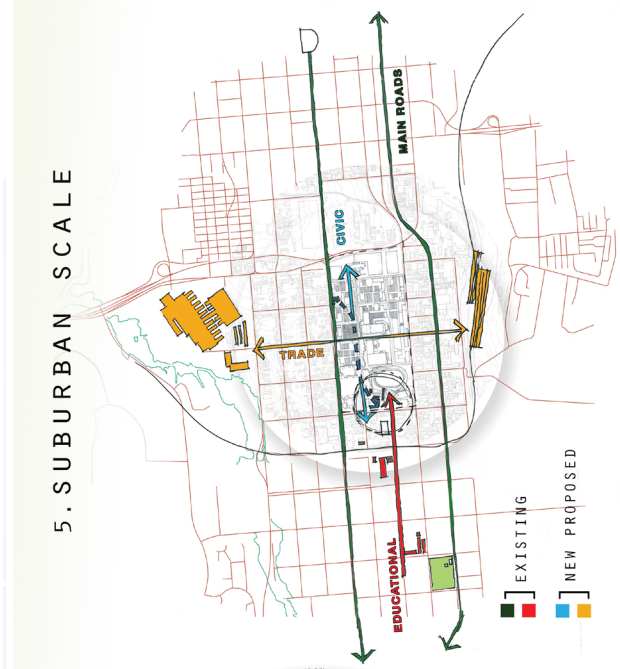 5. SUBURBAN SCALE
MAIN ROADS
CIVIC
TRADE
EDUCATIONAL
EXISTING
NEW PROPOSED